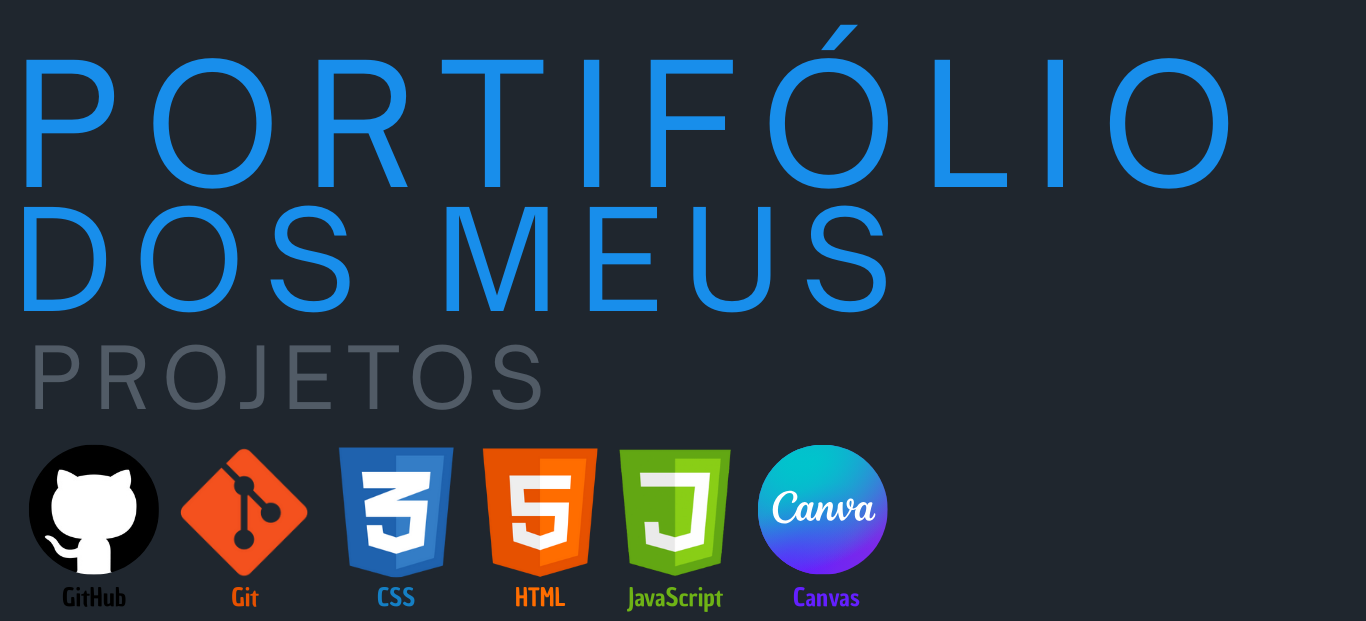 PORTIFÓLIO
DOS MEUS
PROJETOS
Canva
GitHub Git CSS HTML JavaScript Canvas